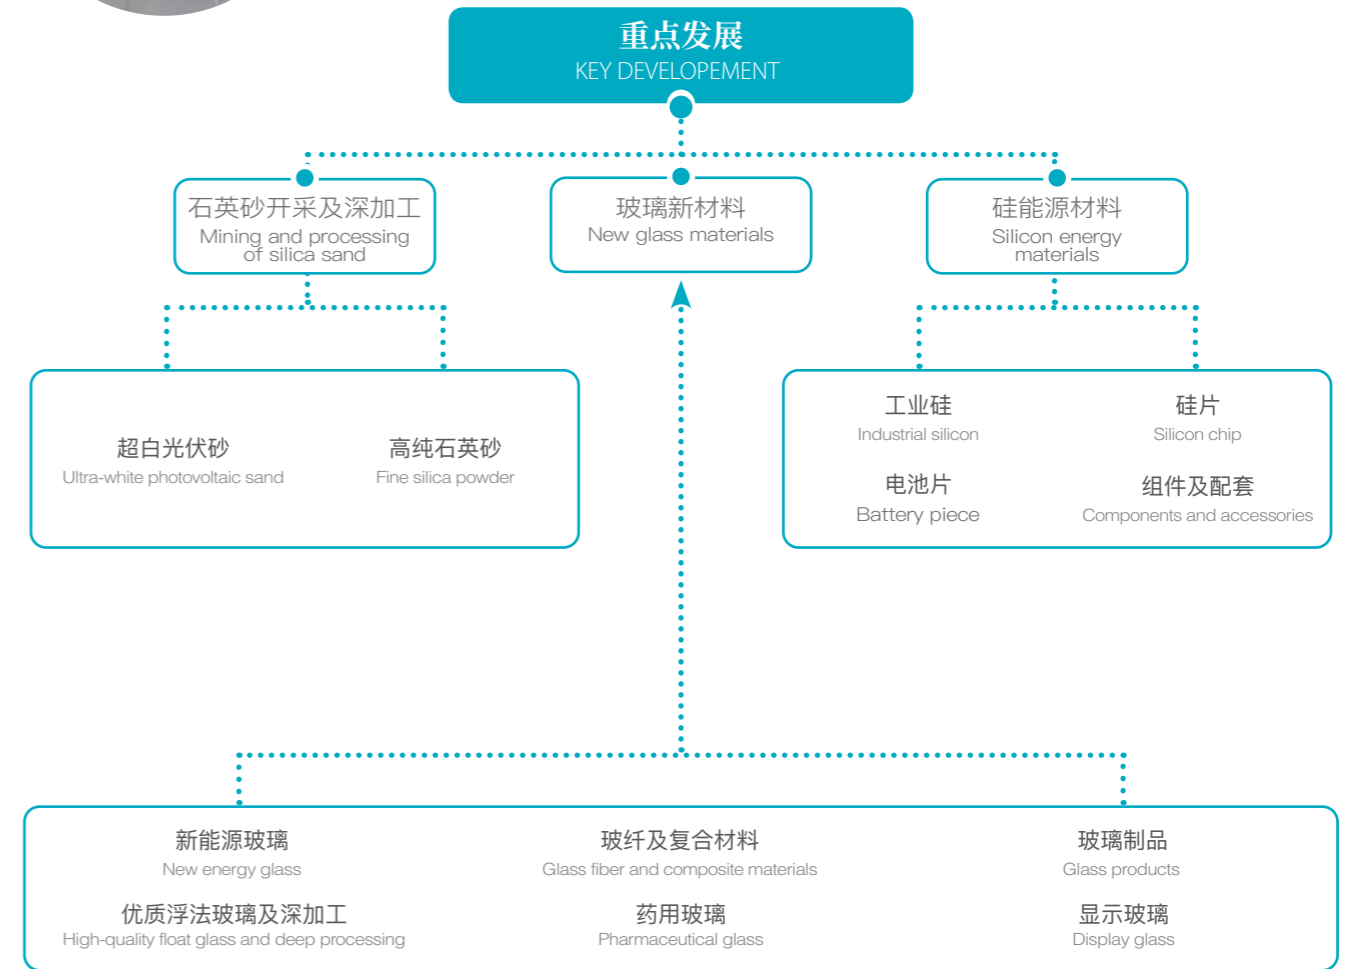 重点发展
KEY DEVELOPEMENT
石英砂开采及深加工
Mining and processing
of silica sand
玻璃新材料
New glass materials
硅能源材料
Silicon energy
materials
超白光伏砂
Ultra-white photovoltaic sand
高纯石英砂
Fine silica powder
工业硅
Industrial silicon
硅片
Silicon chip
电池片
Battery piece
组件及配套
Components and accessories
新能源玻璃
New energy glass
玻纤及复合材料
Glass fiber and composite materials
玻璃制品
Glass products
优质浮法玻璃及深加工
High-quality float glass and deep processing
药用玻璃
Pharmaceutical glass
显示玻璃
Display glass